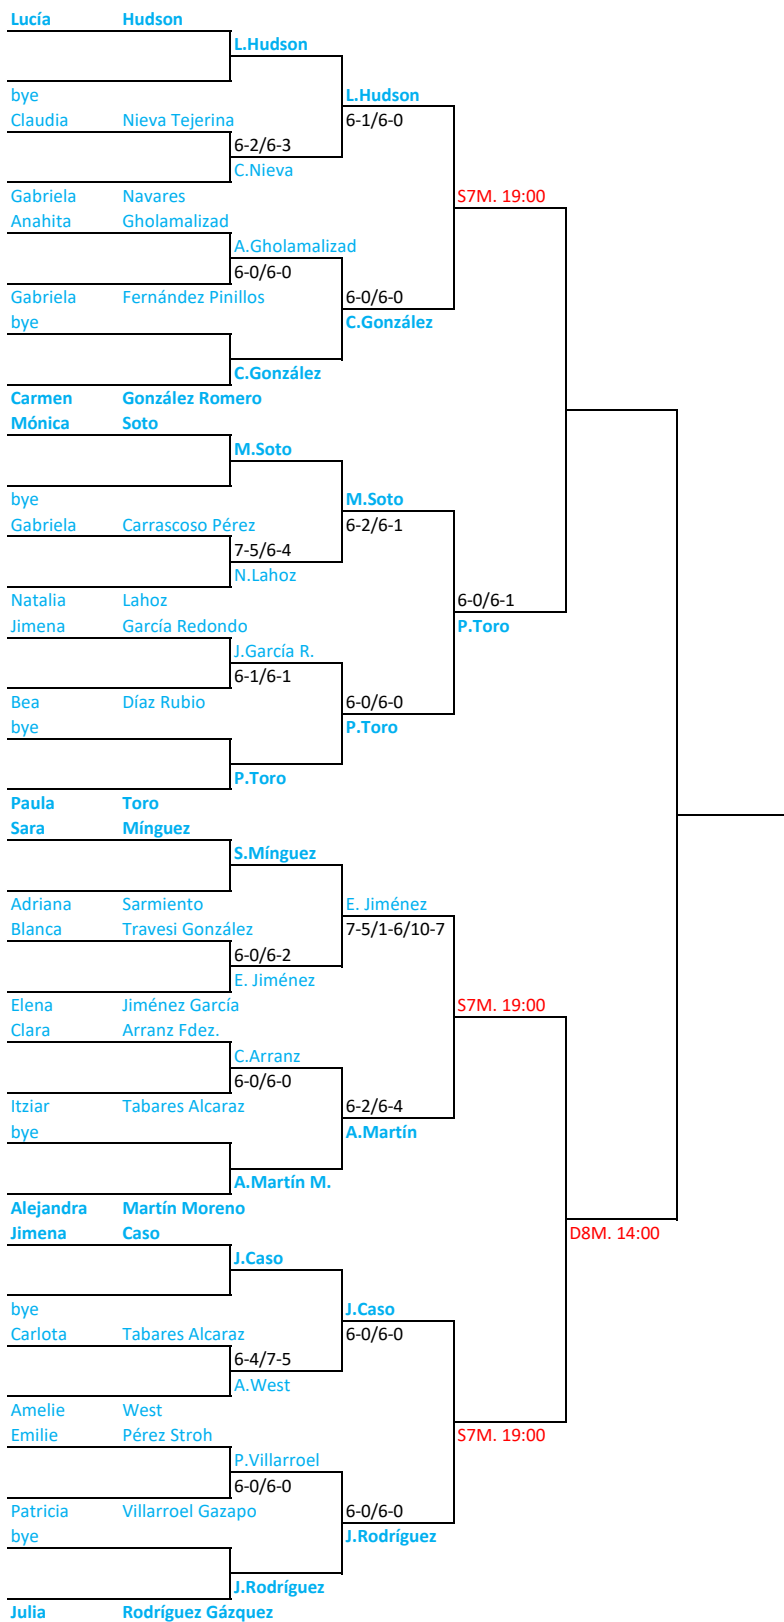 Lucía Hudson
L.Hudson
bye L.Hudson
Claudia Nieva Tejerina 6-1/6-0
6-2/6-3
C.Nieva
Gabriela Navares S7M. 19:00
Anahita Gholamalizad
A.Gholamalizad
6-0/6-0
Gabriela Fernández Pinillos 6-0/6-0
bye C.González
C.González
Carmen González Romero
Mónica Soto
M.Soto
bye M.Soto
Gabriela Carrascoso Pérez 6-2/6-1
7-5/6-4
N.Lahoz
Natalia Lahoz 6-0/6-1
Jimena García Redondo P.Toro
J.García R.
6-1/6-1
Bea Díaz Rubio 6-0/6-0
bye P.Toro
P.Toro
Paula Toro
Sara Mínguez
S.Mínguez
Adriana Sarmiento E. Jiménez
Blanca Travesi González 7-5/1-6/10-7
6-0/6-2
E. Jiménez
Elena Jiménez García S7M. 19:00
Clara Arranz Fdez.
C.Arranz
6-0/6-0
Itziar Tabares Alcaraz 6-2/6-4
bye A.Martín
A.Martín M.
Alejandra Martín Moreno
Jimena Caso D8M. 14:00
J.Caso
bye J.Caso
Carlota Tabares Alcaraz 6-0/6-0
6-4/7-5
A.West
Amelie West
Emilie Pérez Stroh S7M. 19:00
P.Villarroel
6-0/6-0
Patricia Villarroel Gazapo 6-0/6-0
bye J.Rodríguez
J.Rodríguez
Julia Rodríguez Gázquez